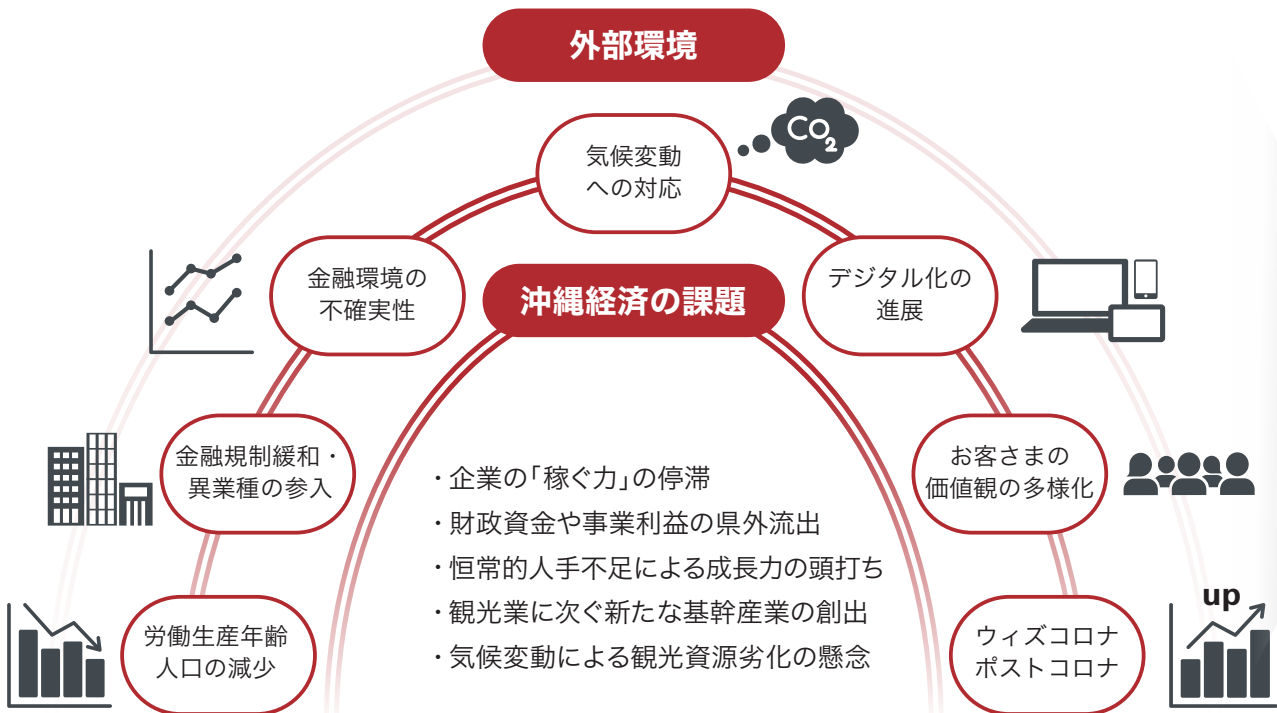 外部環境
CO2
気候変動
への対応
金融環境の
不確実性
沖縄経済の課題
デジタル化の
進展
金融規制緩和・
異業種の参入
お客さまの
価値観の多様化
・企業の「稼ぐ力」の停滞
・財政資金や事業利益の県外流出
・恒常的人手不足による成長力の頭打ち
・観光業に次ぐ新たな基幹産業の創出
・気候変動による観光資源劣化の懸念
労働生産年齢
人口の減少
ウィズコロナ
ポストコロナ
up